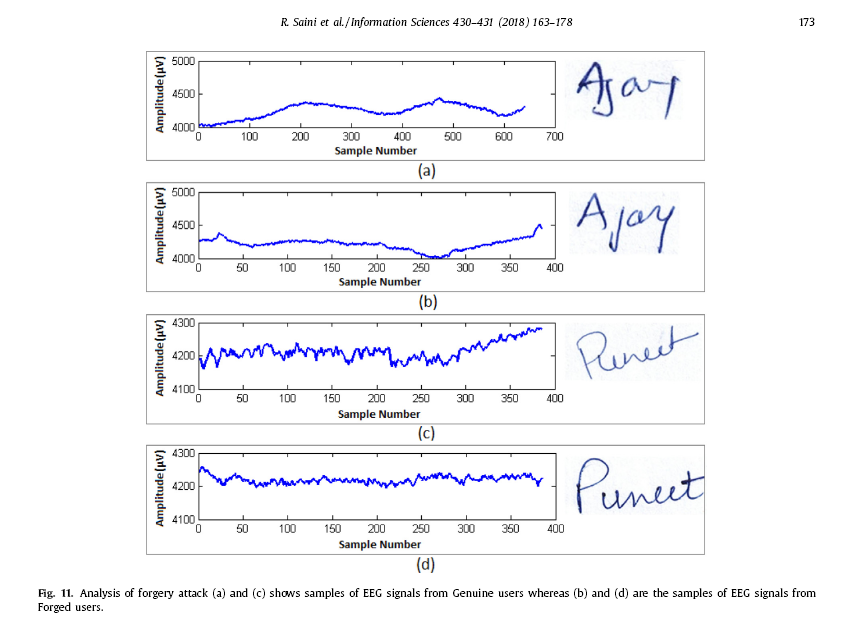 R. Saini et al. / Information Sciences 430–431 (2018) 163–178 173
Amplitude(μV)
5000
4500
4000
0 100 200 300 400 500 600 700
Sample Number
Ajay
(a)
Amplitude(μV)
5000
4500
4000
0 50 100 150 200 250 300 350 400
Sample Number
Ajay
(b)
Amplitude(μV)
4300
4200
4100
0 50 100 150 200 250 300 350 400
Sample Number
Puneet
(c)
Amplitude(μV)
4300
4200
4100
0 50 100 150 200 250 300 350 400
Sample Number
Puneet
(d)
Fig. 11. Analysis of forgery attack (a) and (c) shows samples of EEG signals from Genuine users whereas (b) and (d) are the samples of EEG signals from
Forged users.